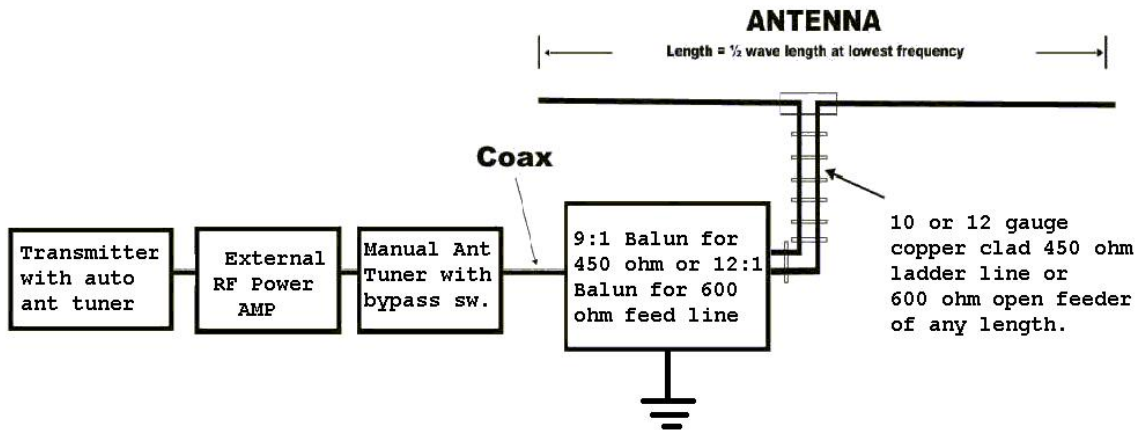 ANTENNA
Length = ½ wave length at lowest frequency
Coax
Transmitter
with auto
ant tuner
External
RF Power
AMP
Manual Ant
Tuner with
bypass sw.
9:1 Balun for
450 ohm or 12:1
Balun for 600
ohm feed line
10 or 12 gauge
copper clad 450 ohm
ladder line or
600 ohm open feeder
of any length.